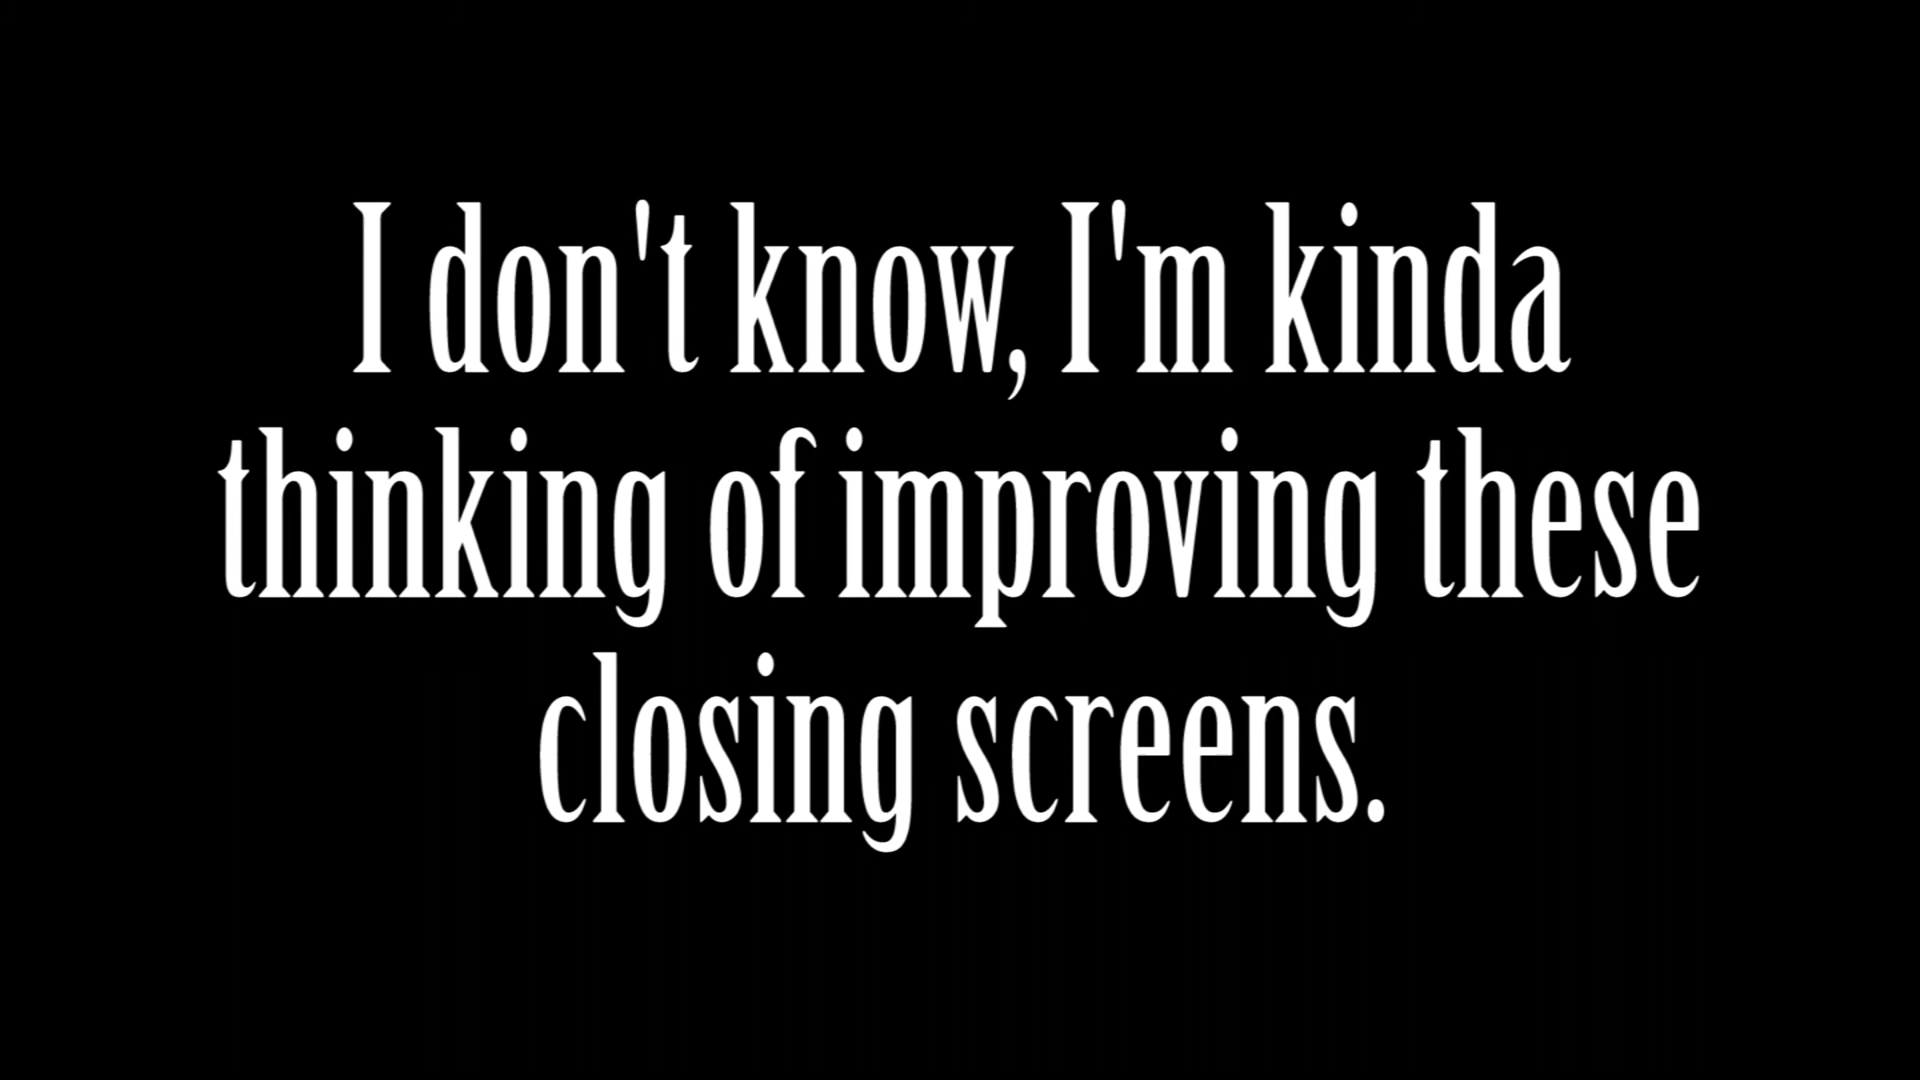 I don't know, I'm kinda
thinking of improving these
closing screens.